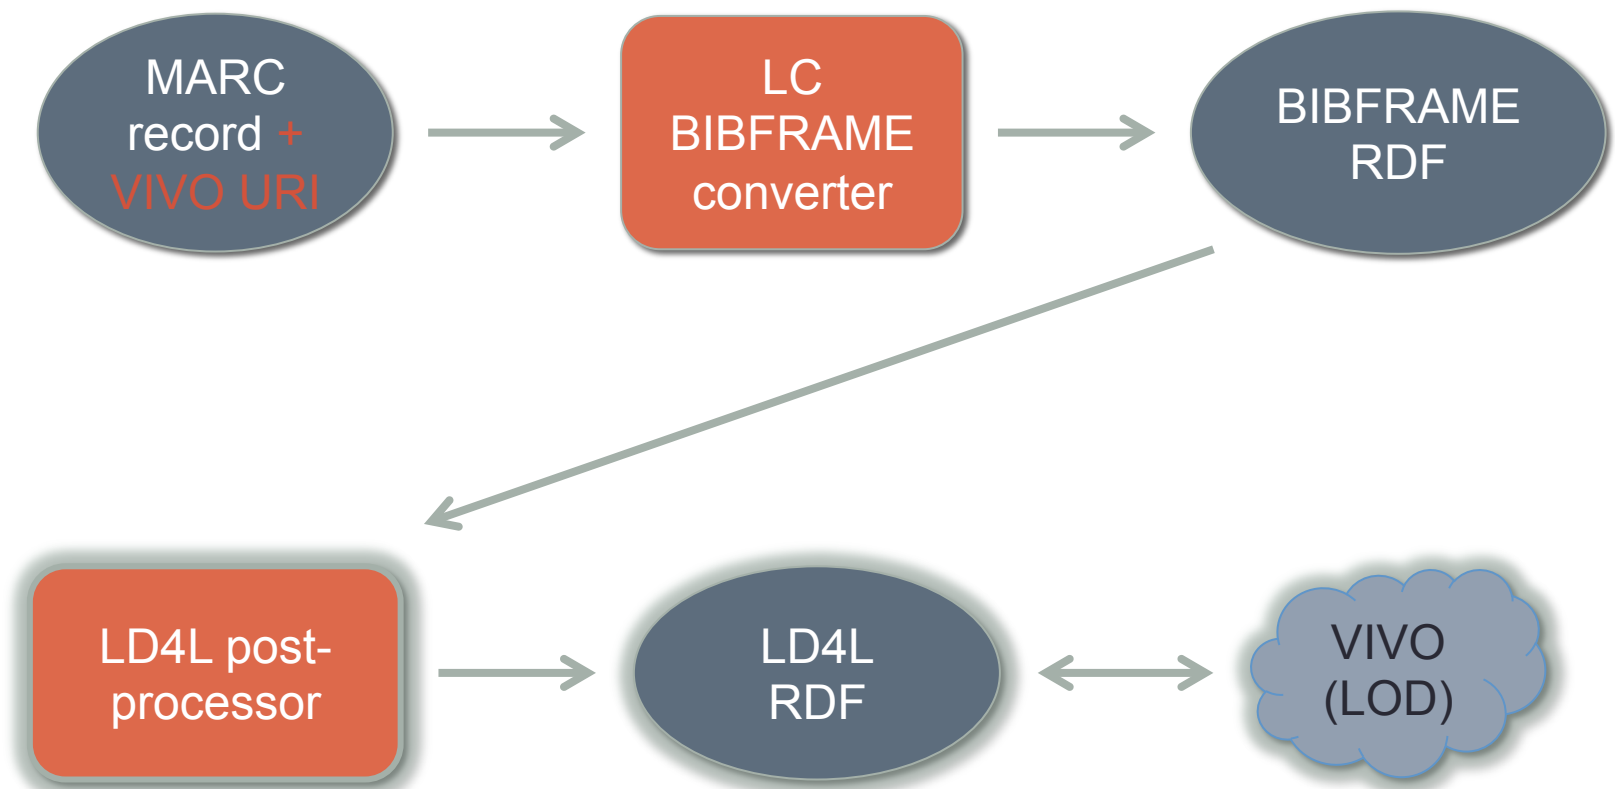 MARC
record +
VIVO URI
LC
BIBFRAME
converter
BIBFRAME
RDF
LD4L post-
processor
LD4L
RDF
VIVO
(LOD)